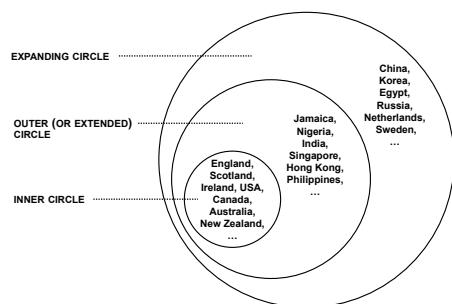 EXPANDING CIRCLE
China,
Korea,
Egypt,
Russia,
Netherlands,
Sweden,
…
OUTER (OR EXTENDED)
CIRCLE
Jamaica,
Nigeria,
India,
Singapore,
Hong Kong,
Philippines,
…
INNER CIRCLE
England,
Scotland,
Ireland, USA,
Canada,
Australia,
New Zealand,
…